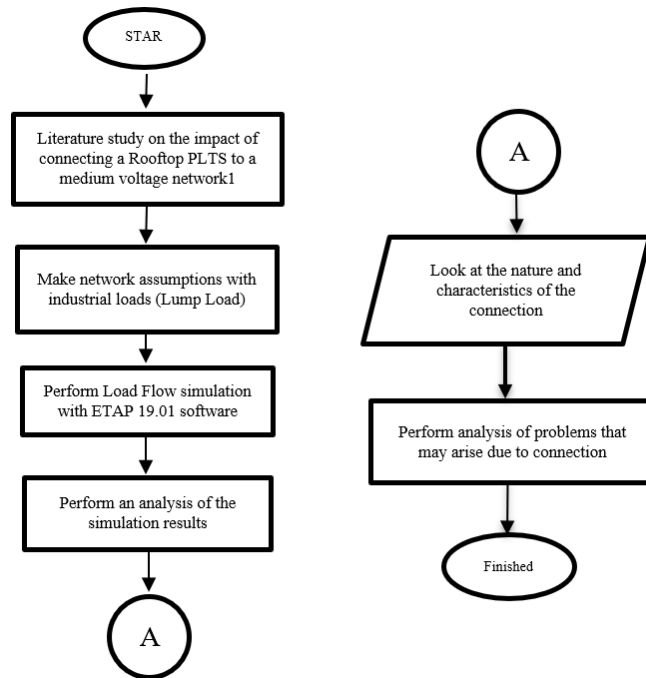 STAR
Literature study on the impact of
connecting a Rooftop PLTS to a
medium voltage network1
Make network assumptions with
industrial loads (Lump Load)
Perform Load Flow simulation
with ETAP 19.01 software
Perform an analysis of the
simulation results
A
A
Look at the nature and
characteristics of the
connection
Perform analysis of problems that
may arise due to connection
Finished